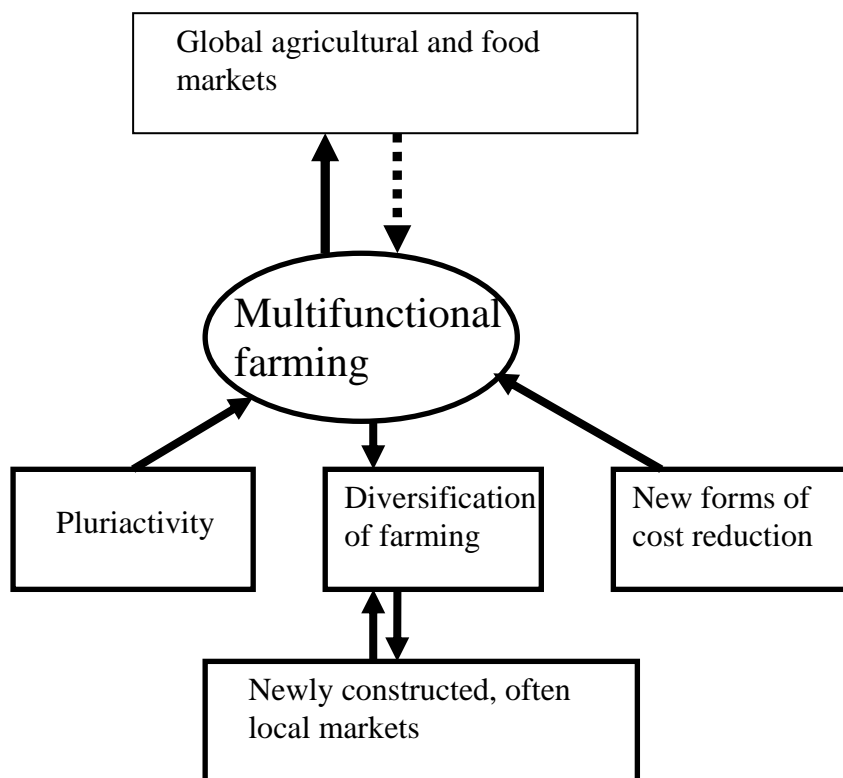 Global agricultural and food
markets
Multifunctional
farming
Pluriactivity
Diversification
of farming
New forms of
cost reduction
Newly constructed, often
local markets